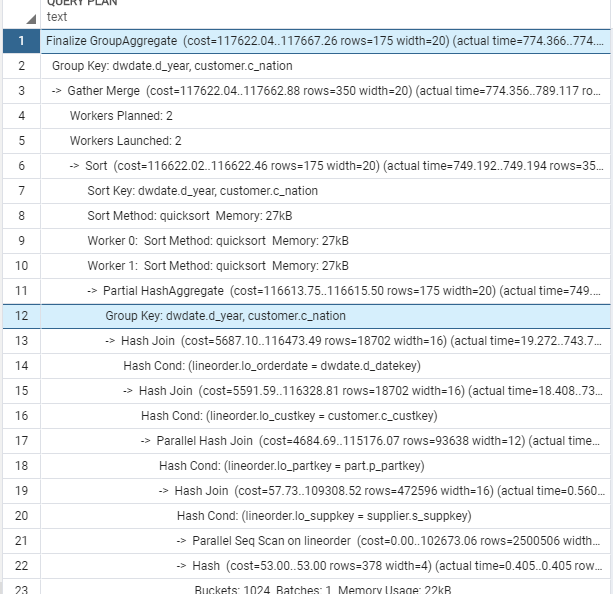 QUERY PLAN
text
1 Finalize GroupAggregate (cost=117622.04..117667.26 rows=175 width=20) (actual time=774.366..774....
2 Group Key: dwdate.d_year, customer.c_nation
3 -> Gather Merge (cost=117622.04..117662.88 rows=350 width=20) (actual time=774.356..789.117 ro...
4 Workers Planned: 2
5 Workers Launched: 2
6 -> Sort (cost=116622.02..116622.46 rows=175 width=20) (actual time=749.192..749.194 rows=35...
7 Sort Key: dwdate.d_year, customer.c_nation
8 Sort Method: quicksort Memory: 27kB
9 Worker 0: Sort Method: quicksort Memory: 27kB
10 Worker 1: Sort Method: quicksort Memory: 27kB
11 -> Partial HashAggregate (cost=116613.75..116615.50 rows=175 width=20) (actual time=749....
12 Group Key: dwdate.d_year, customer.c_nation
13 -> Hash Join (cost=5687.10..116473.49 rows=18702 width=16) (actual time=19.272..743.7...
14 Hash Cond: (lineorder.lo_orderdate = dwdate.d_datekey)
15 -> Hash Join (cost=5591.59..116328.81 rows=18702 width=16) (actual time=18.408..73...
16 Hash Cond: (lineorder.lo_custkey = customer.c_custkey)
17 -> Parallel Hash Join (cost=4684.69..115176.07 rows=93638 width=12) (actual time...
18 Hash Cond: (lineorder.lo_partkey = part.p_partkey)
19 -> Hash Join (cost=57.73..109308.52 rows=472596 width=16) (actual time=0.560...
20 Hash Cond: (lineorder.lo_suppkey = supplier.s_suppkey)
21 -> Parallel Seq Scan on lineorder (cost=0.00..102673.06 rows=2500506 width...
22 -> Hash (cost=53.00..53.00 rows=378 width=4) (actual time=0.405..0.405 row...
23 Buckets: 1024 Batches: 1 Memory Usage: 22kB